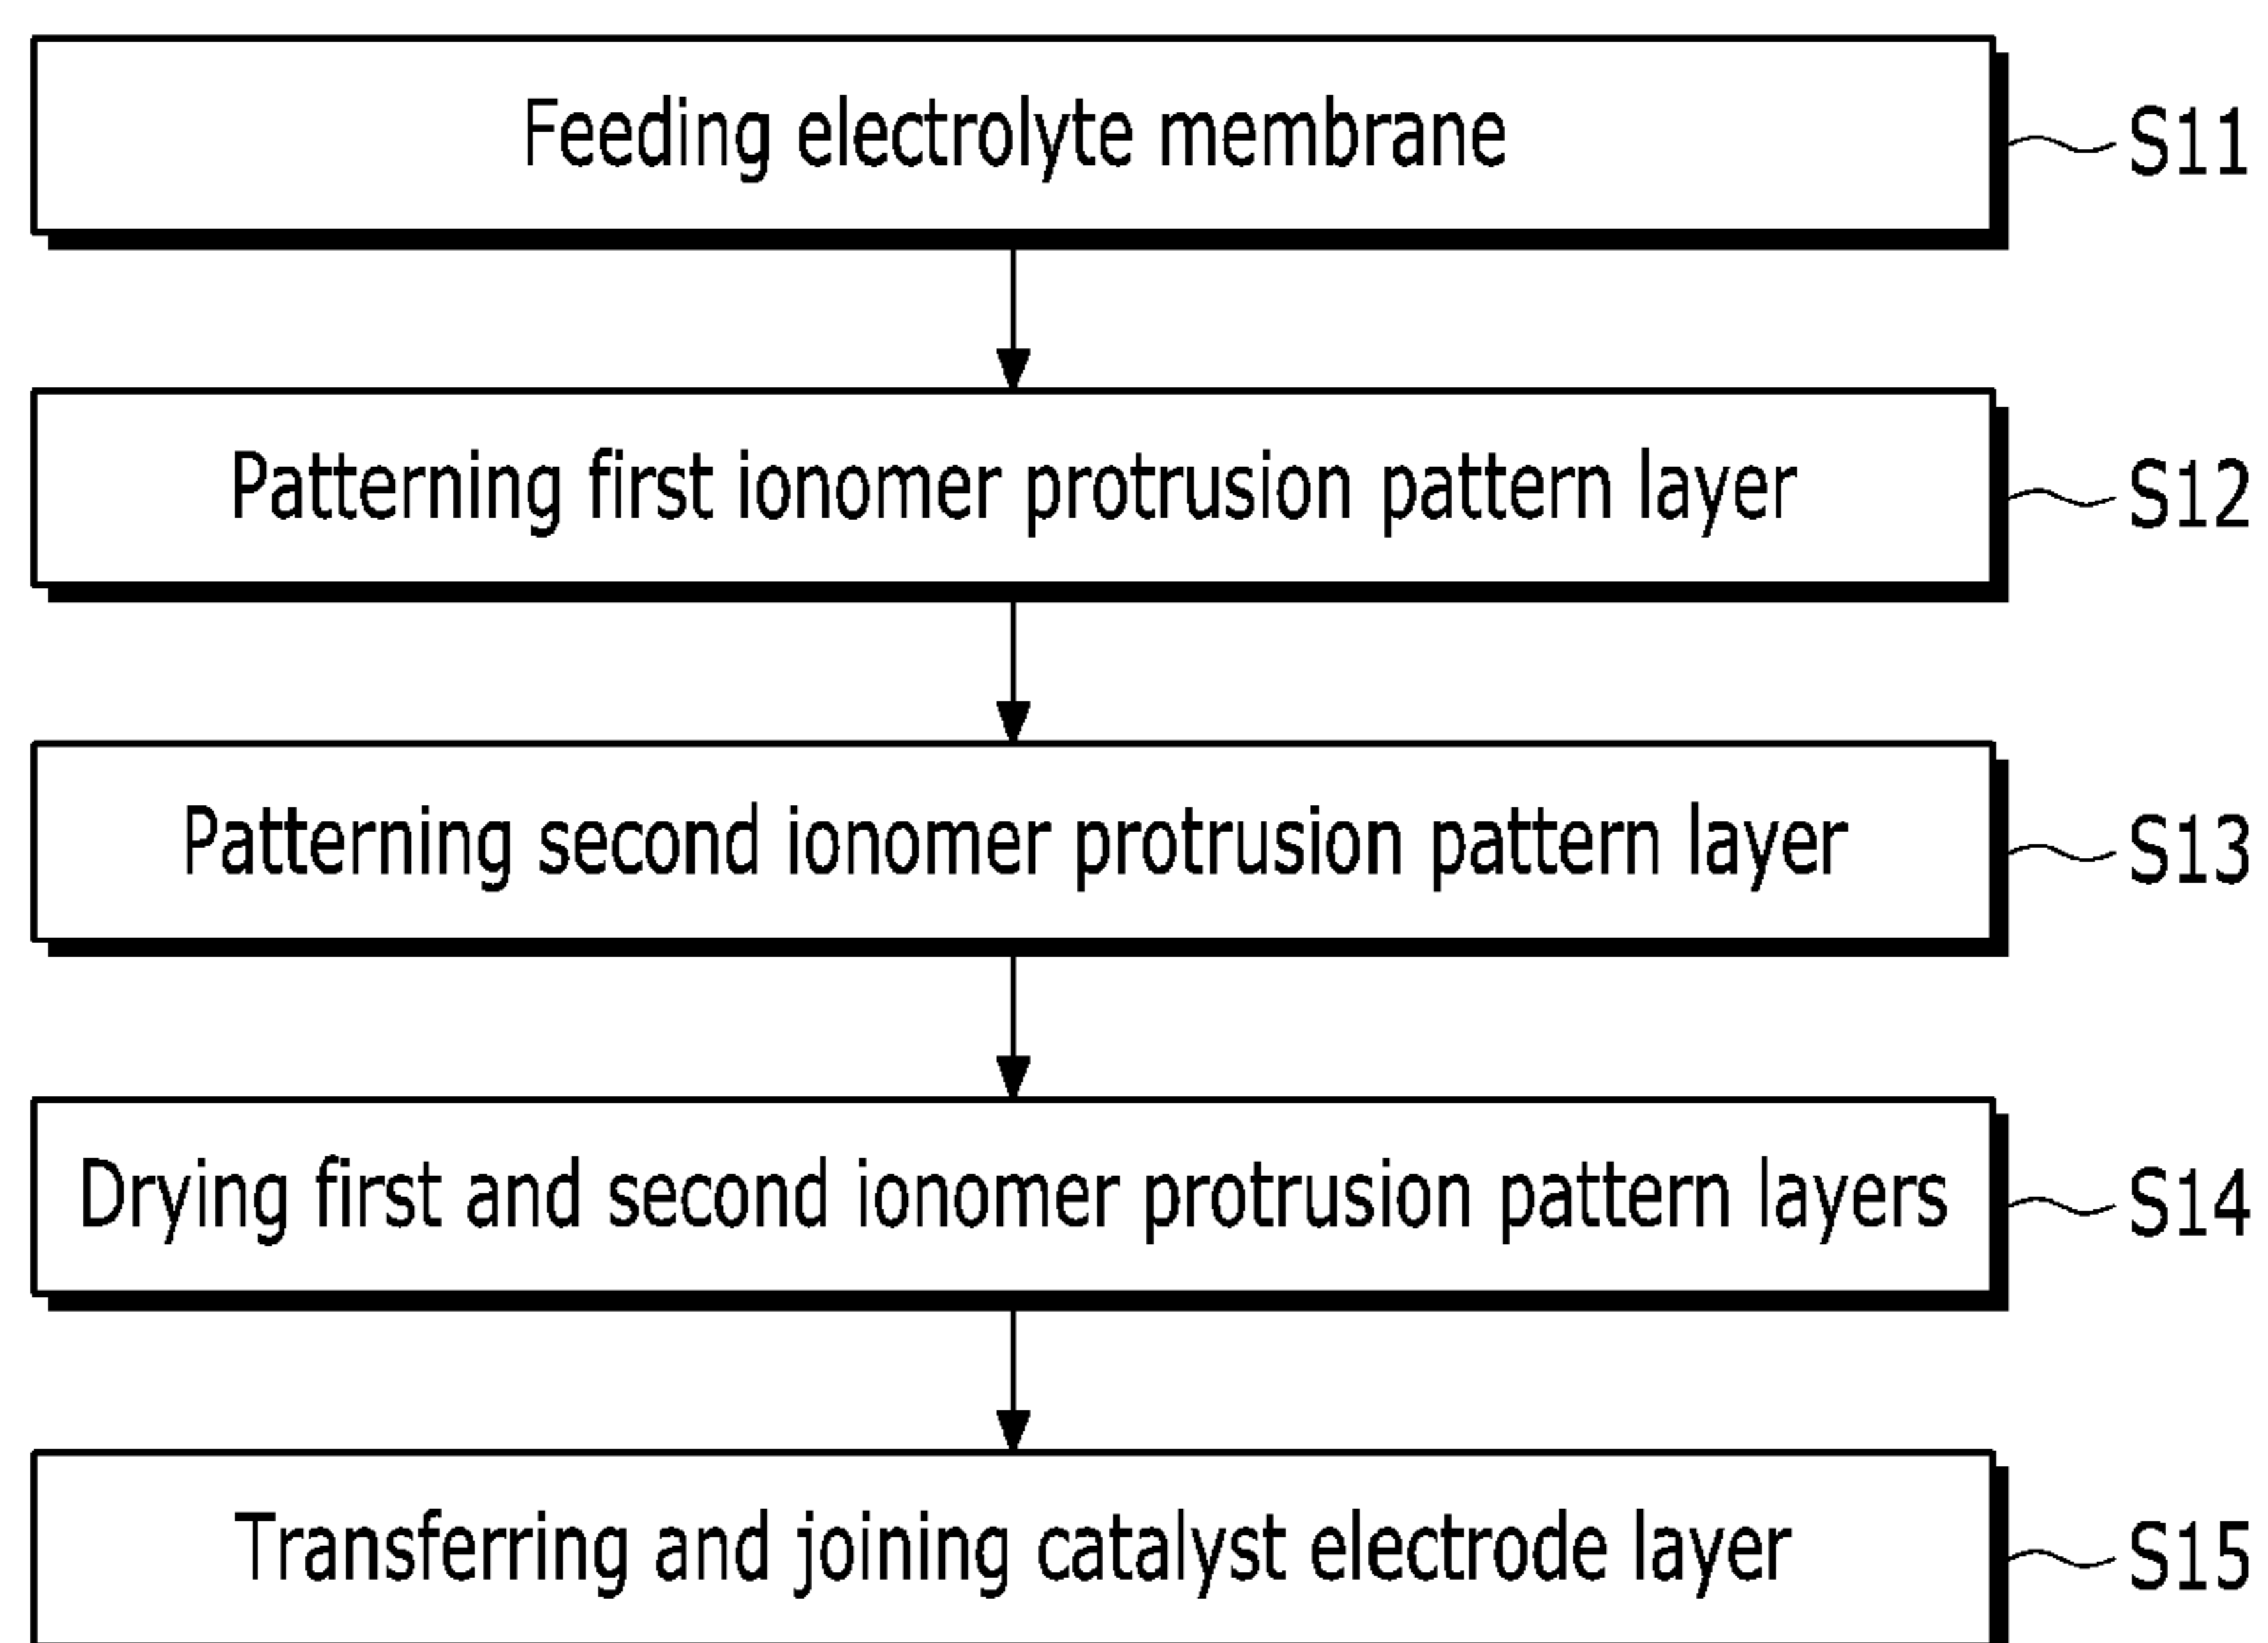 Feeding electrolyte membrane S11
Patterning first ionomer protrusion pattern layer S12
Patterning second ionomer protrusion pattern layer S13
Drying first and second ionomer protrusion pattern layers S14
Transferring and joining catalyst electrode layer S15